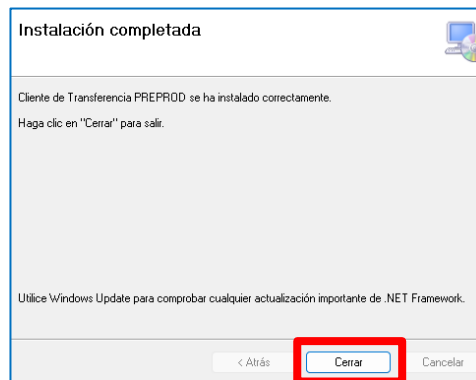 Instalación completada
Cliente de Transferencia PREPROD se ha instalado correctamente.
Haga clic en "Cerrar" para salir.
Utilice Windows Update para comprobar cualquier actualización importante de .NET Framework.
< Atrás
Cerrar
Cancelar